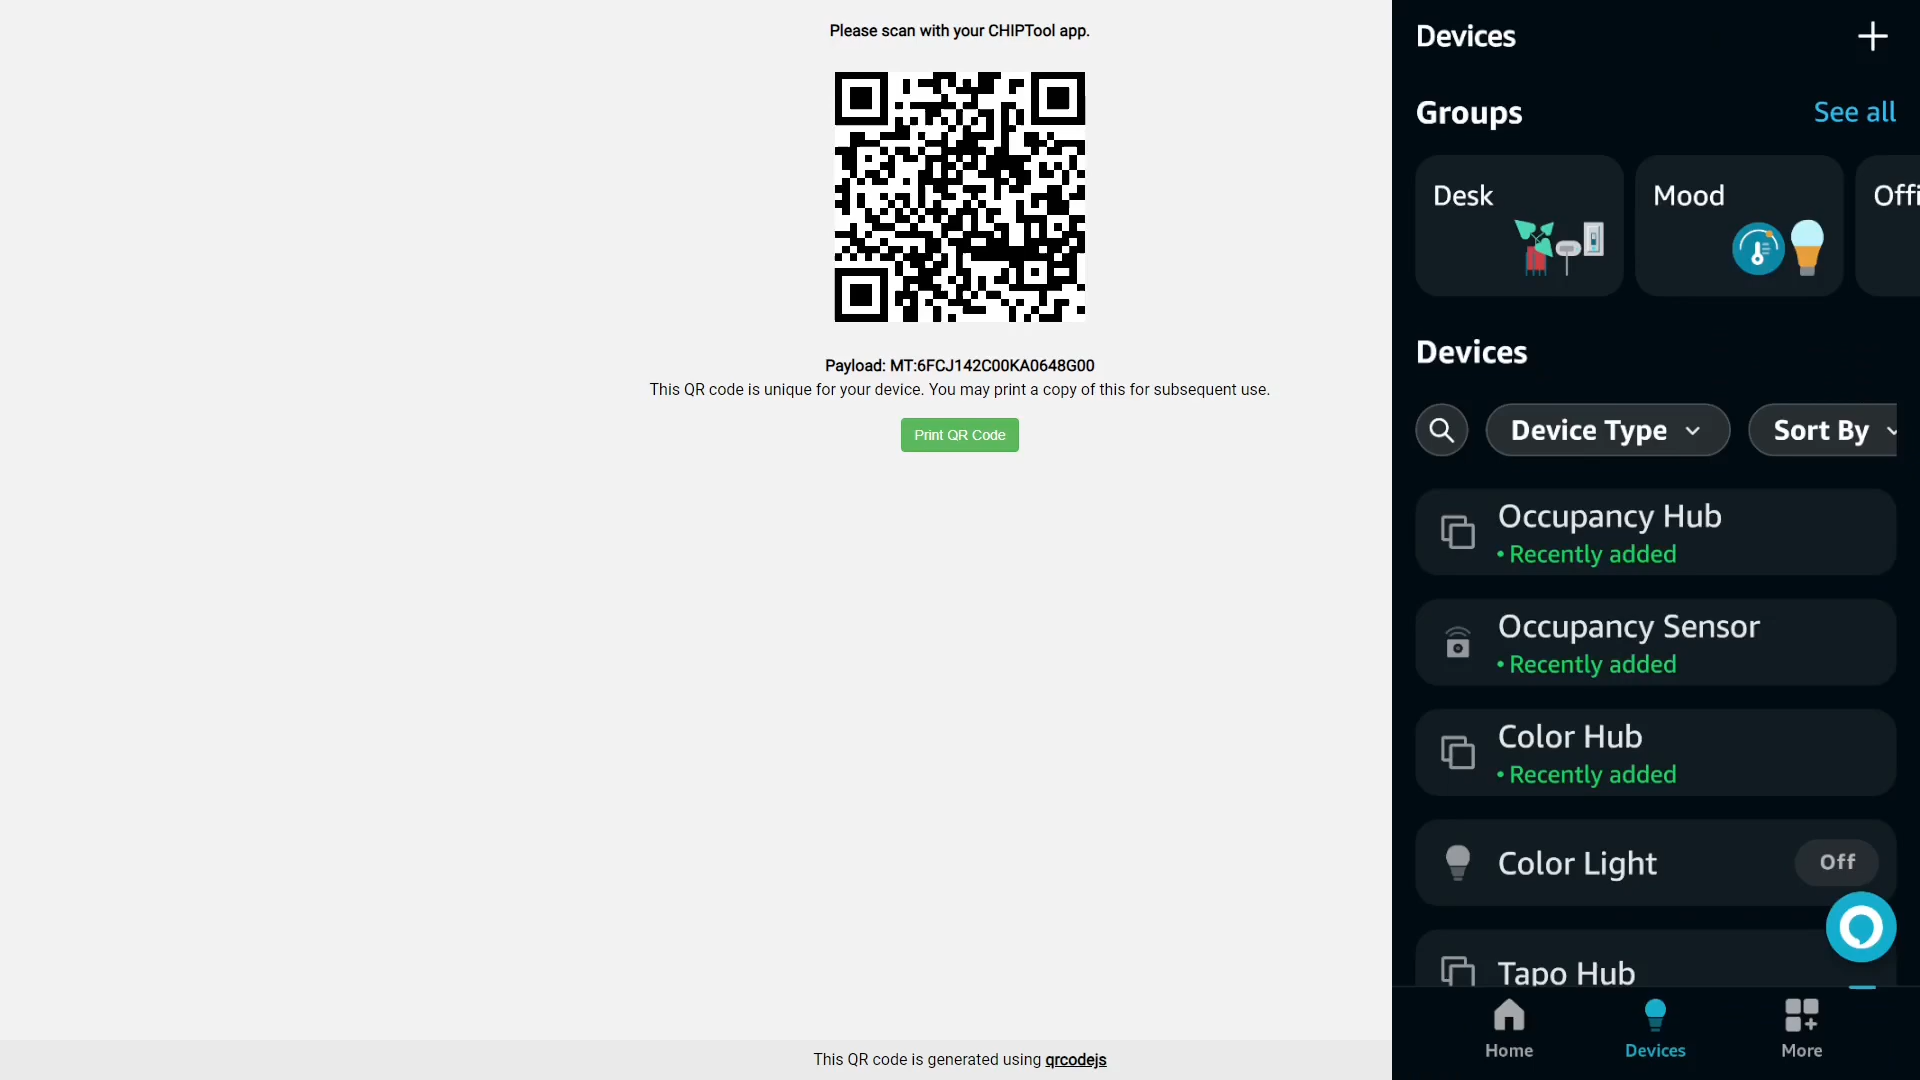 Please scan with your CHIPTool app.
Payload: MT:6FCJ142C00KA0648G00
This QR code is unique for your device. You may print a copy of this for subsequent use.
Print QR Code
This QR code is generated using qrcodejs
Devices
Groups
See all
Desk
Mood
Offi
Devices
Device Type
Sort By
Occupancy Hub
• Recently added
Occupancy Sensor
• Recently added
Color Hub
• Recently added
Color Light
Off
Tapo Hub
Home
Devices
More